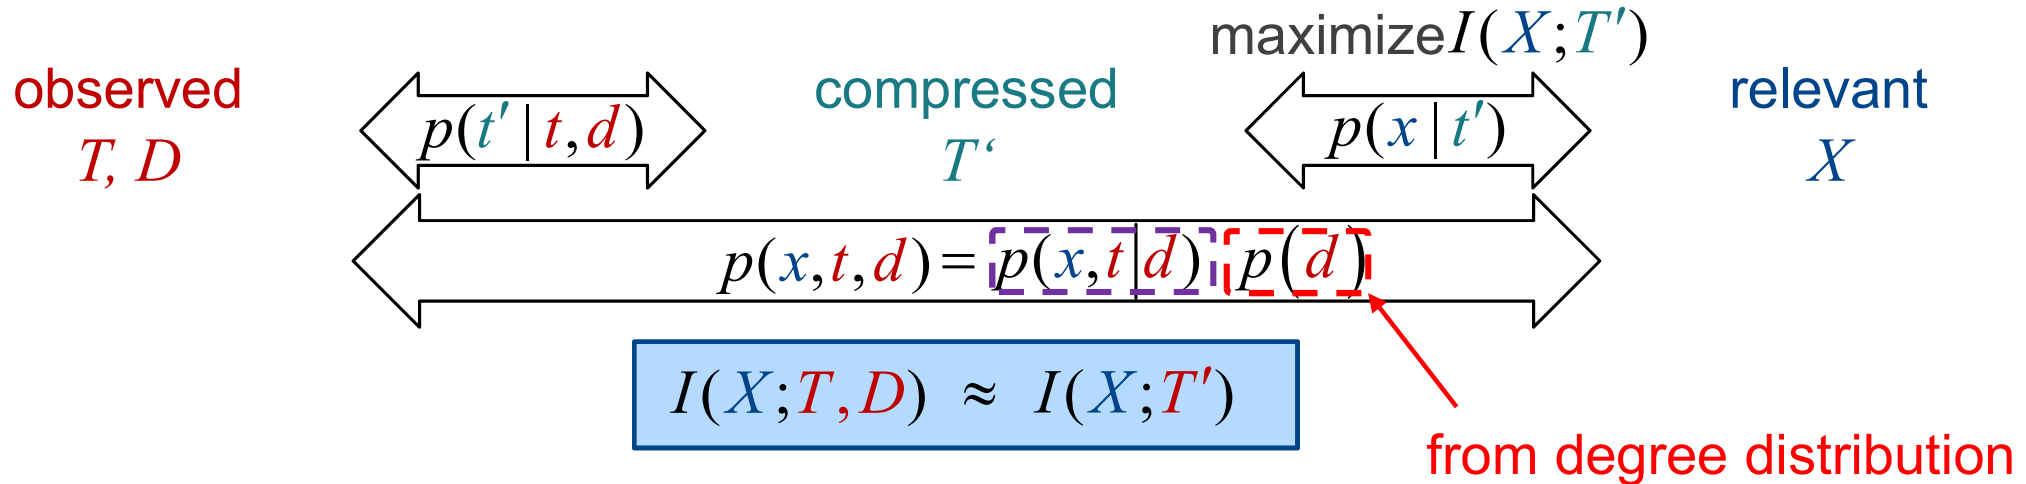 maximize I(X;T′)
observed
compressed
relevant
p(t′|t,d)
p(x|t′)
T, D
T‘
X
p(x,t,d)=p(x,t|d) p(d)
I(X;T,D) ≈ I(X;T′)
from degree distribution